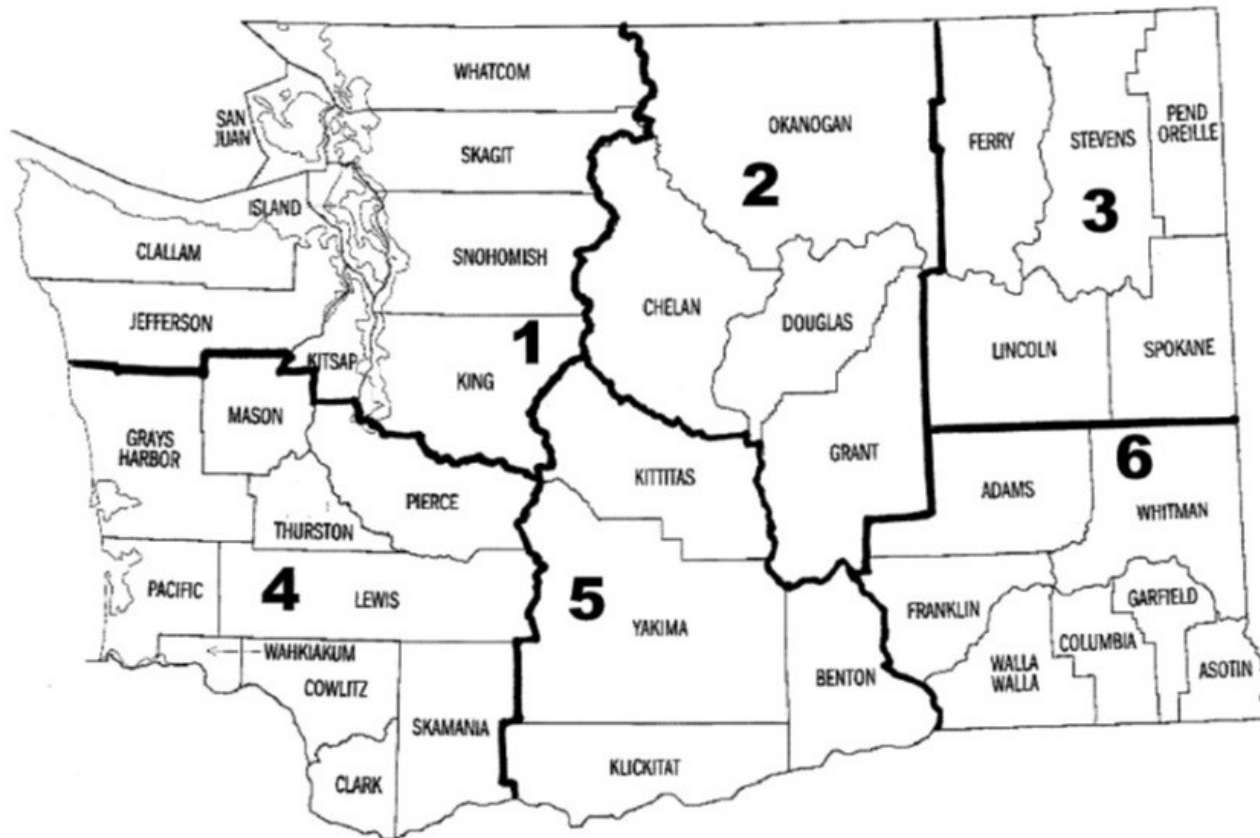 WHATCOM
OKANOGAN
FERRY
STEVENS
PEND
OREILLE
SAN
JUAN
SKAGIT
2
3
ISLAND
CLALLAM
SNOHOMISH
CHELAN
DOUGLAS
JEFFERSON
KITSAP
KING
1
LINCOLN
SPOKANE
MASON
GRAYS
HARBOR
PIERCE
KITTITAS
GRANT
ADAMS
6
WHITMAN
THURSTON
PACIFIC
4
LEWIS
5
YAKIMA
FRANKLIN
GARFIELD
WAHKIAKUM
COWLITZ
SKAMANIA
BENTON
WALLA
WALLA
COLUMBIA
ASOTIN
CLARK
KLICKITAT